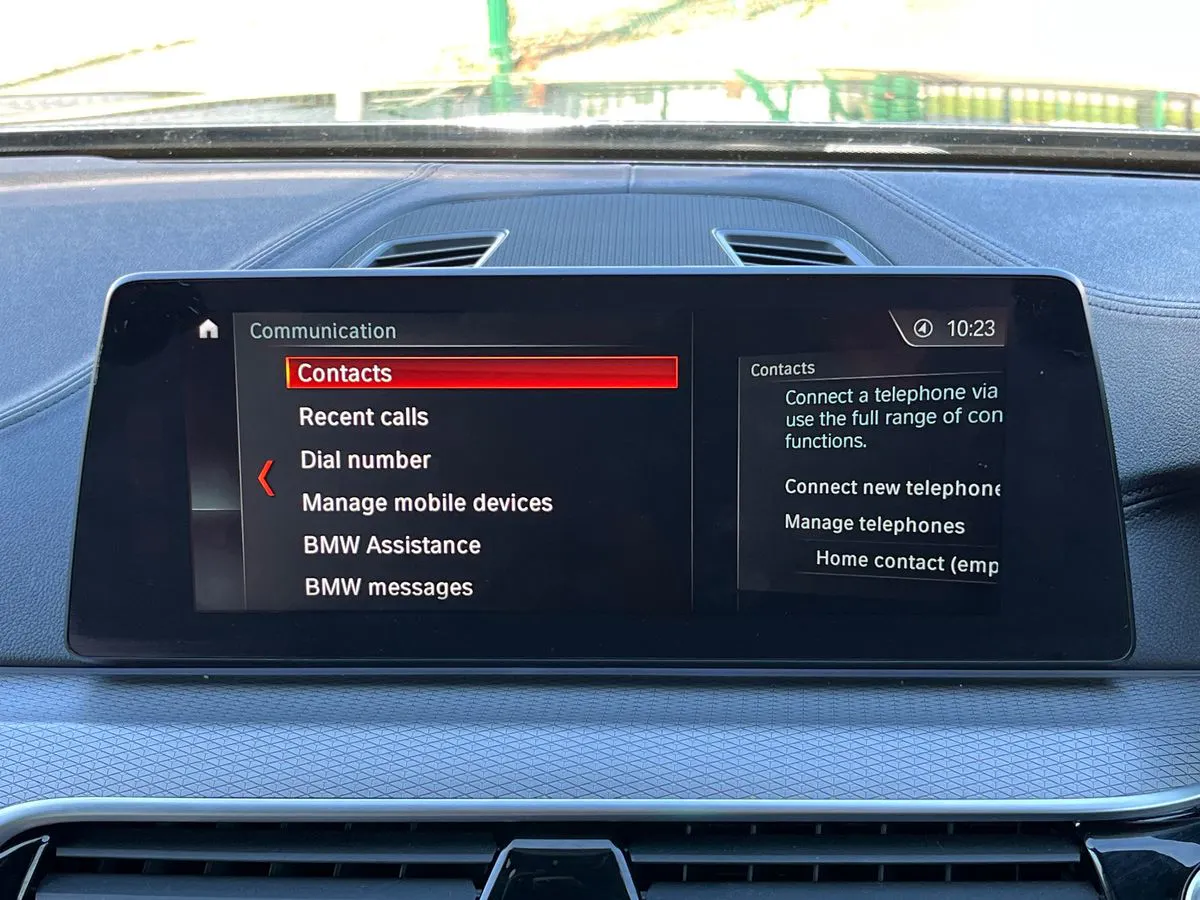 Communication
10:23
Contacts
Recent calls
Dial number
Manage mobile devices
BMW Assistance
BMW messages
Contacts
Connect a telephone via
use the full range of con
functions.
Connect new telephone
Manage telephones
Home contact (emp